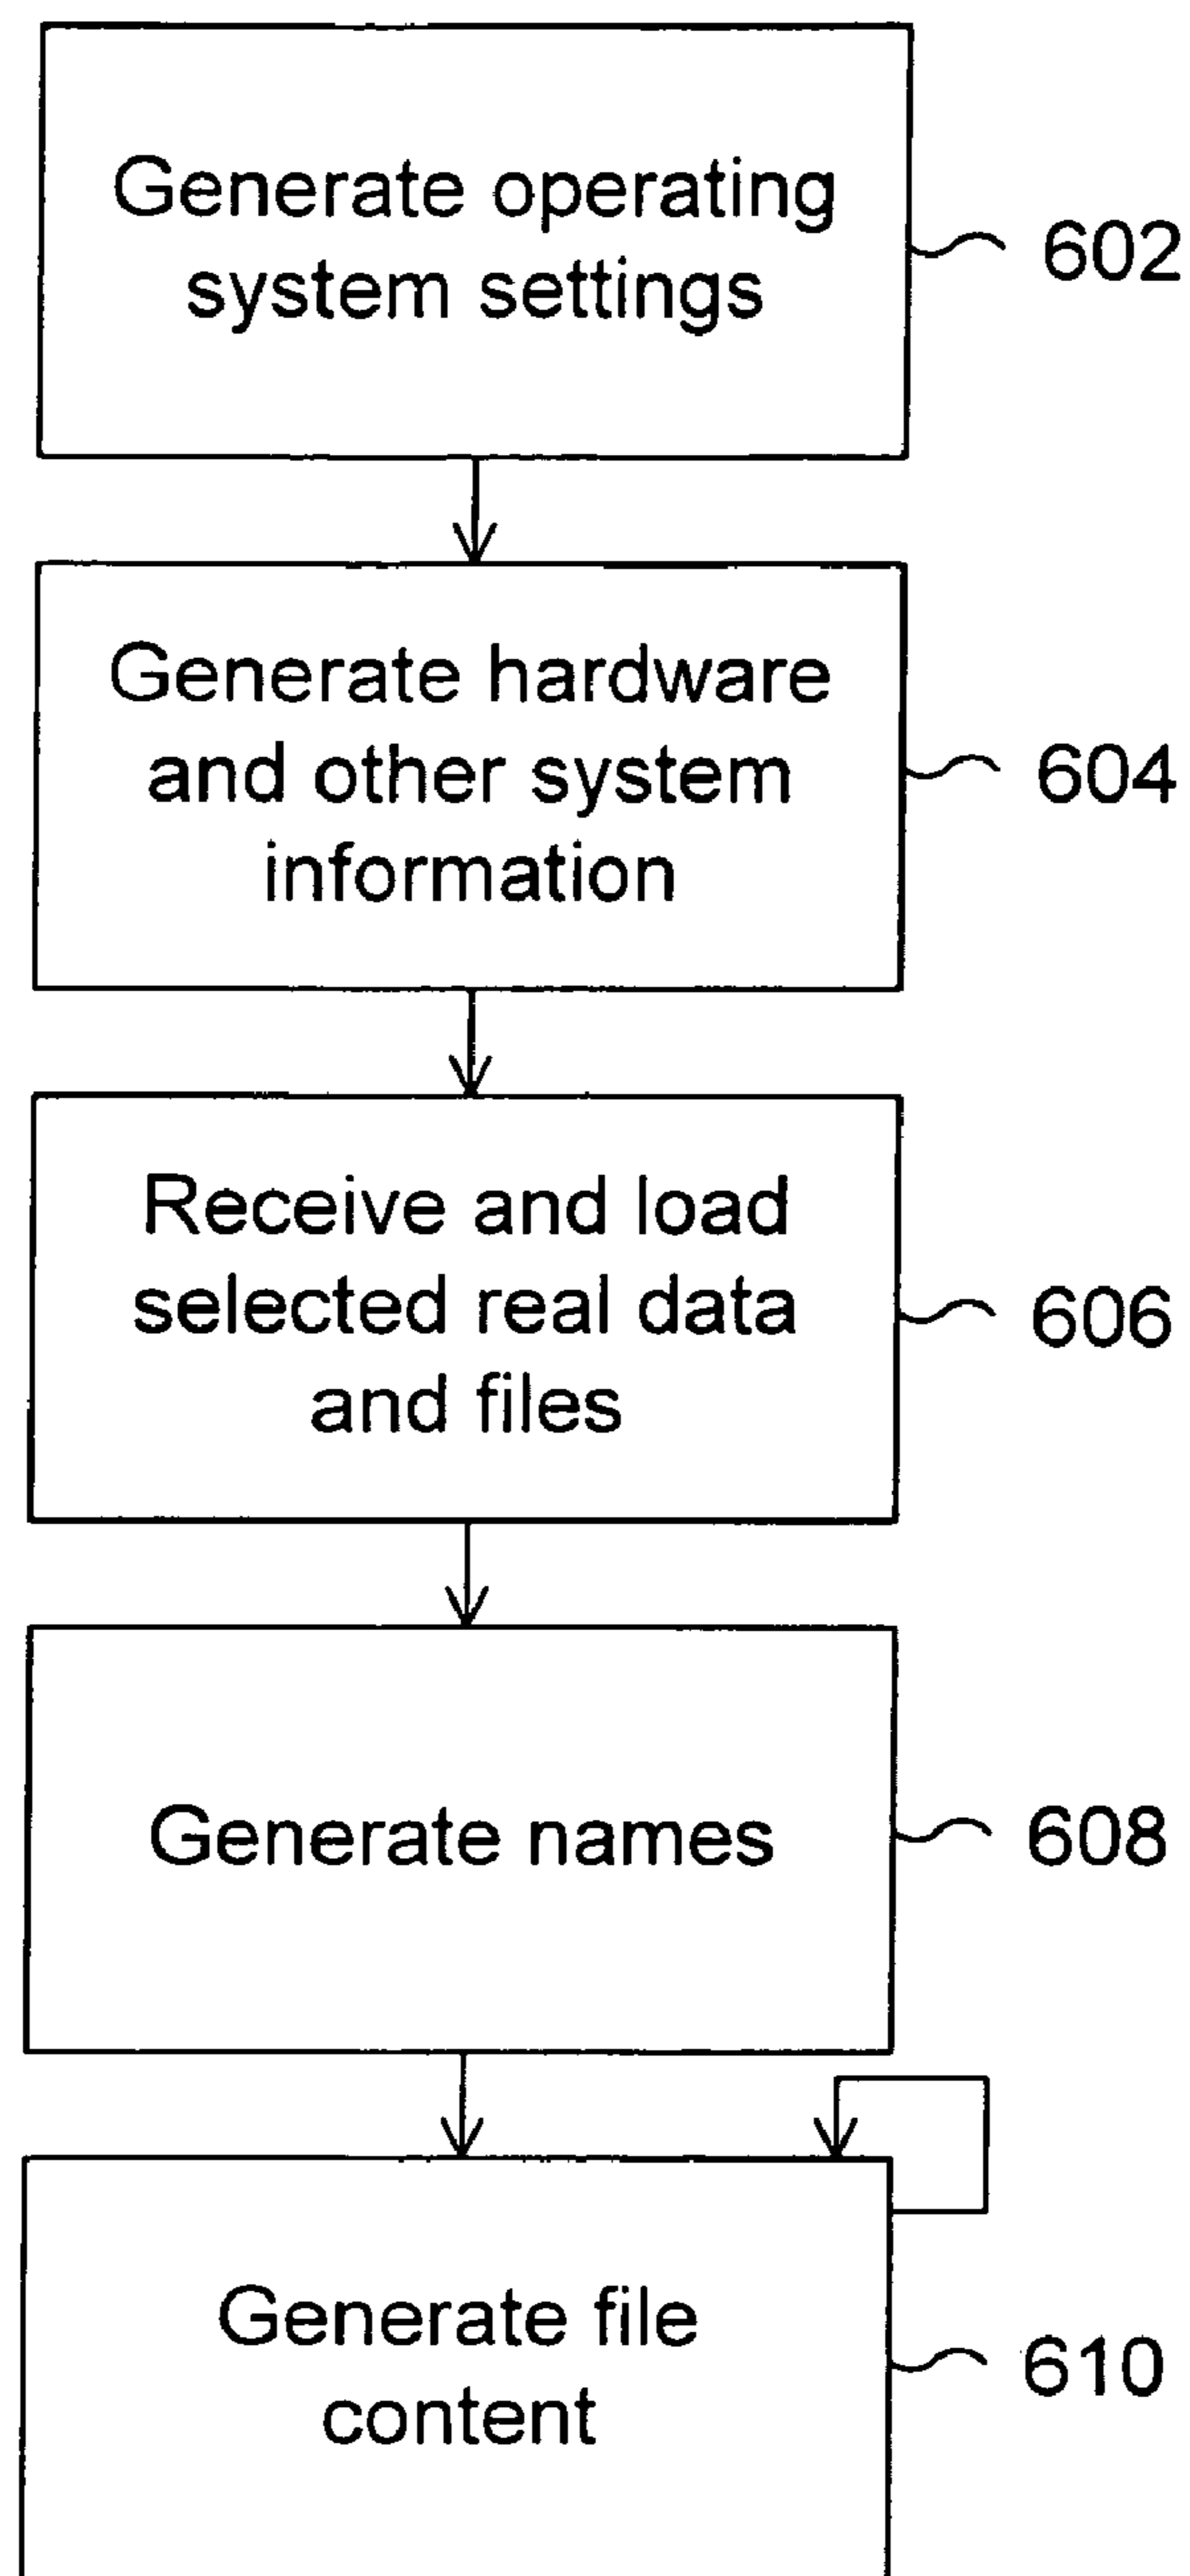 Generate operating
system settings
602
Generate hardware
and other system
information
604
Receive and load
selected real data
and files
606
Generate names
608
Generate file
content
610